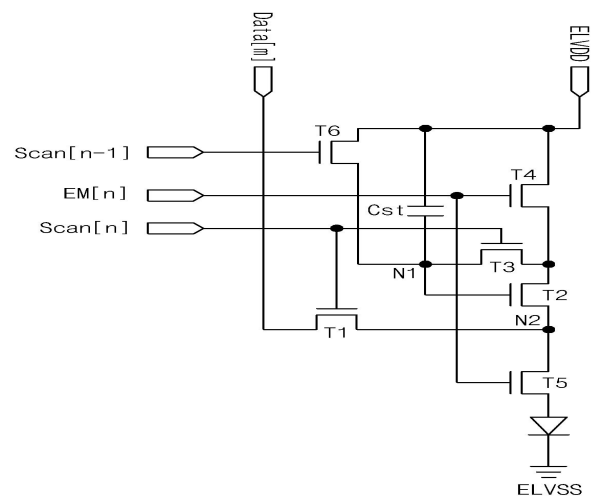 Data[m]
ELVDD
T6
Scan[n-1]
T4
EM[n]
Cst
Scan[n]
T3
N1
T2
N2
T1
T5
ELVSS